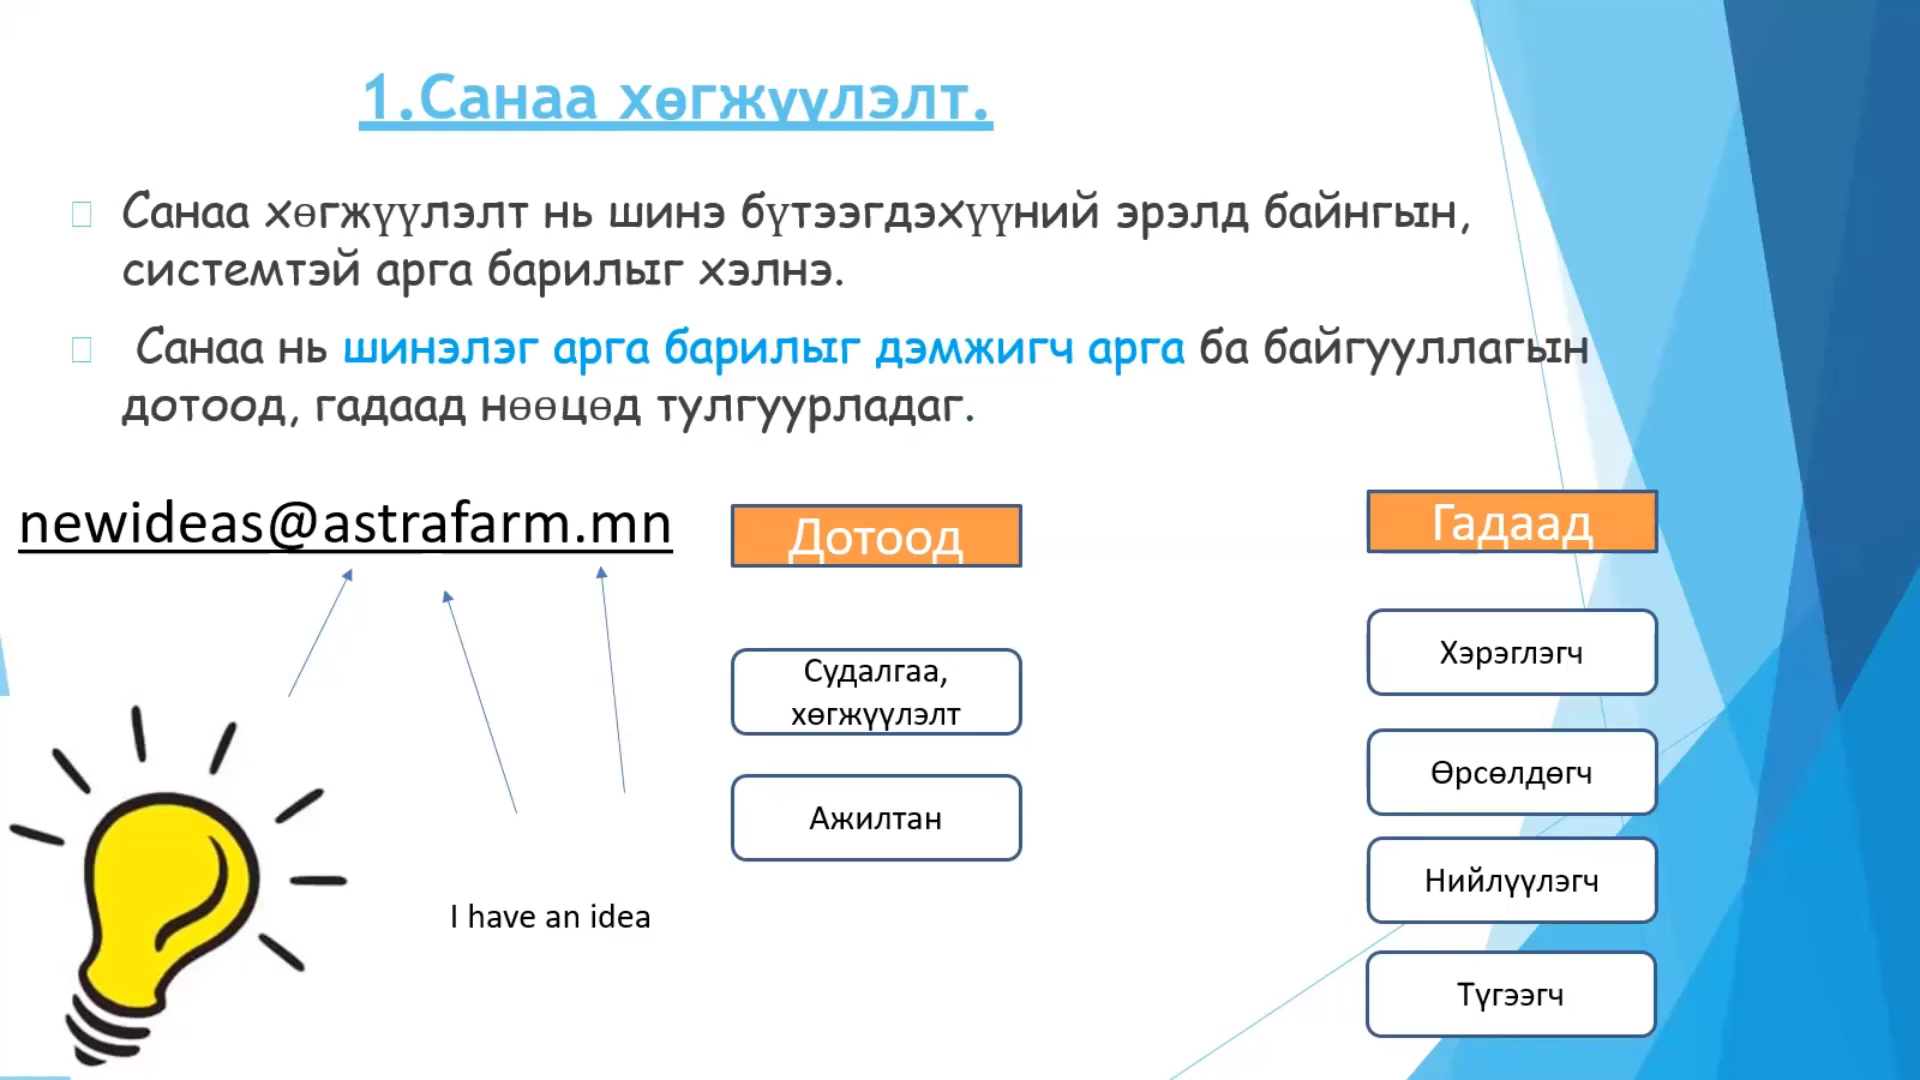 1.Санаа хөгжүүлэлт.
Санаа хөгжүүлэлт нь шинэ бүтээгдэхүүний эрэлд байнгын,
системтэй арга барилыг хэлнэ.
Санаа нь шинэлэг арга барилыг дэмжигч арга ба байгууллагын
дотоод, гадаад нөөцөд тулгуурладаг.
newideas@astrafarm.mn
I have an idea
Дотоод
Судалгаа,
хөгжүүлэлт
Ажилтан
Гадаад
Хэрэглэгч
Өрсөлдөгч
Нийлүүлэгч
Түгээгч